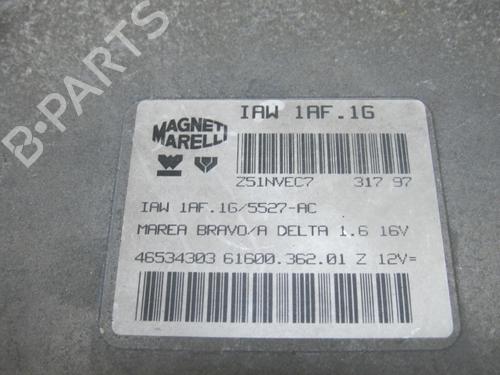 B-PARTS
IAW 1AF.16
MAGNETI
MARELLI
Z51NVEC7 317 97
IAW 1AF.16/5527-AC
MAREA BRAVO/A DELTA 1.6 16V
46534303 61600.362.01 Z 12V=